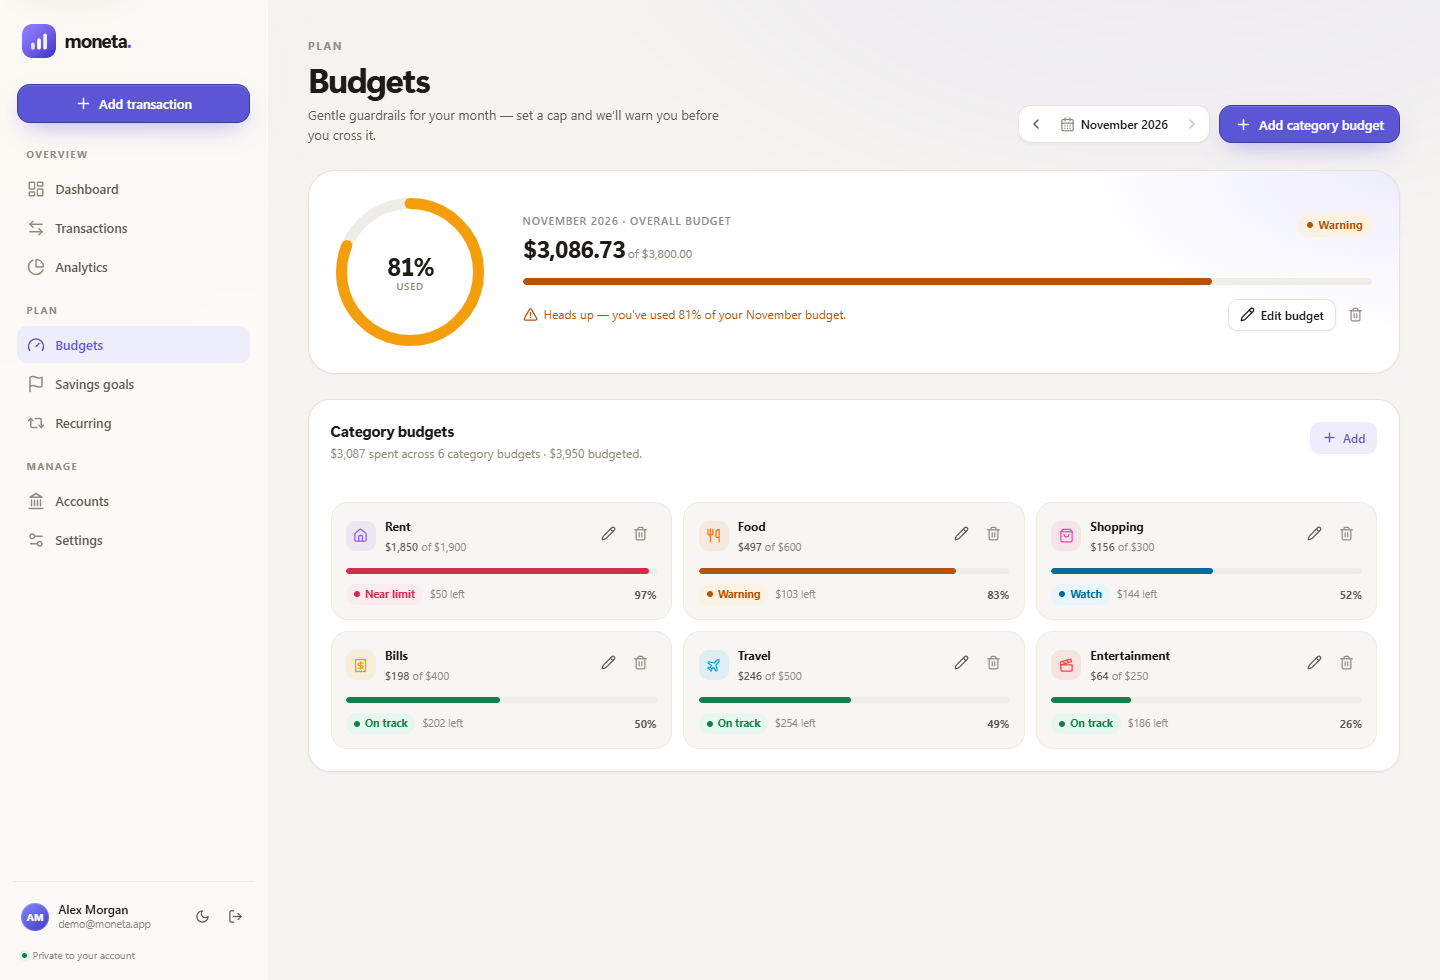 moneta.
Add transaction
OVERVIEW
Dashboard
Transactions
Analytics
PLAN
Budgets
Savings goals
Recurring
MANAGE
Accounts
Settings
AM
Alex Morgan
demo@moneta.app
Private to your account
PLAN
Budgets
Gentle guardrails for your month — set a cap and we'll warn you before
you cross it.
November 2026
Add category budget
81%
USED
NOVEMBER 2026 · OVERALL BUDGET
$3,086.73 of $3,800.00
Warning
Heads up — you've used 81% of your November budget.
Edit budget
Category budgets
$3,087 spent across 6 category budgets · $3,950 budgeted.
Add
Rent
$1,850 of $1,900
Near limit $50 left 97%
Food
$497 of $600
Warning $103 left 83%
Shopping
$156 of $300
Watch $144 left 52%
Bills
$198 of $400
On track $202 left 50%
Travel
$246 of $500
On track $254 left 49%
Entertainment
$64 of $250
On track $186 left 26%